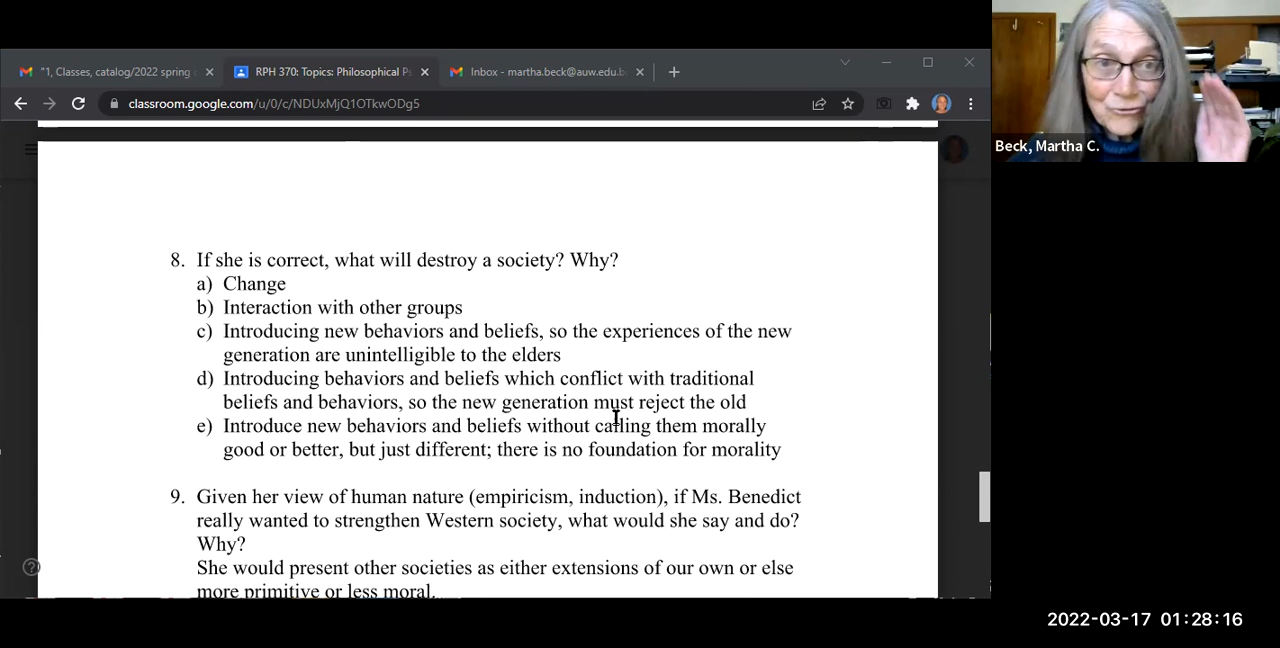 "1, Classes, catalog/2022 spring
RPH 370: Topics: Philosophical Ps
Inbox - martha.beck@auw.edu.b
classroom.google.com/u/0/c/NDUxMjQ1OTkwODg5
Beck, Martha C.
8. If she is correct, what will destroy a society? Why?
a) Change
b) Interaction with other groups
c) Introducing new behaviors and beliefs, so the experiences of the new
generation are unintelligible to the elders
d) Introducing behaviors and beliefs which conflict with traditional
beliefs and behaviors, so the new generation must reject the old
e) Introduce new behaviors and beliefs without calling them morally
good or better, but just different; there is no foundation for morality
9. Given her view of human nature (empiricism, induction), if Ms. Benedict
really wanted to strengthen Western society, what would she say and do?
Why?
She would present other societies as either extensions of our own or else
more primitive or less moral.
2022-03-17 01:28:16